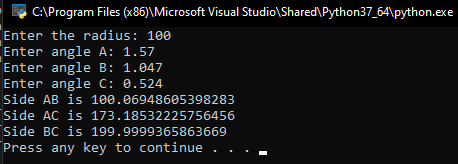 C:\Program Files (x86)\Microsoft Visual Studio\Shared\Python37_64\python.exe
Enter the radius: 100
Enter angle A: 1.57
Enter angle B: 1.047
Enter angle C: 0.524
Side AB is 100.06948605398283
Side AC is 173.18532225756456
Side BC is 199.9999365863669
Press any key to continue . . .